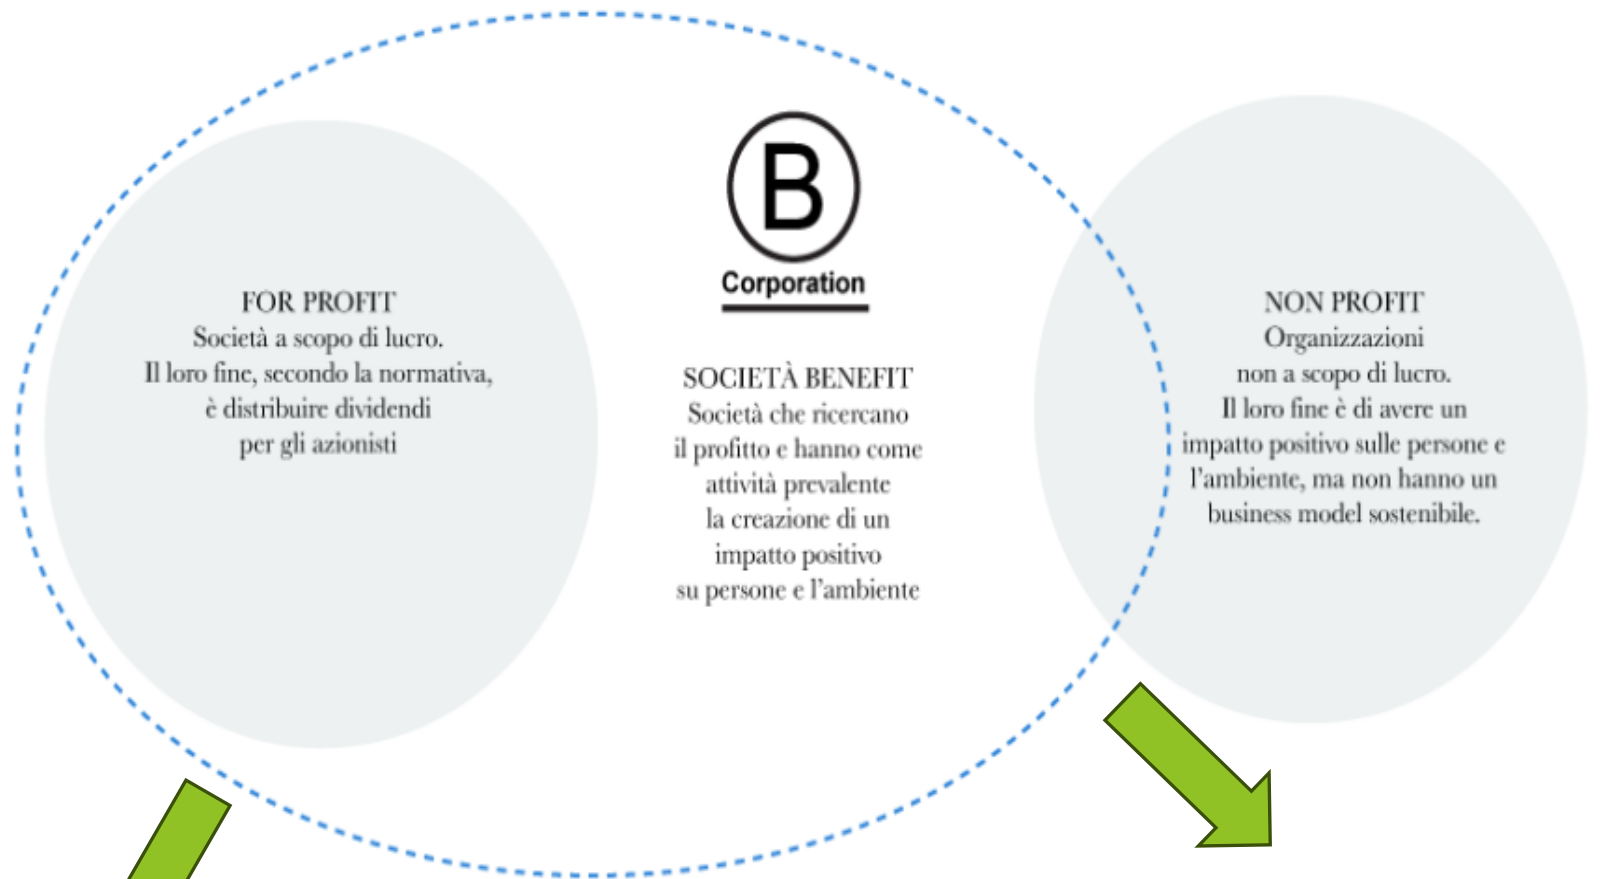 FOR PROFIT
Società a scopo di lucro.
Il loro fine, secondo la normativa,
è distribuire dividendi
per gli azionisti
B
Corporation
SOCIETÀ BENEFIT
Società che ricercano
il profitto e hanno come
attività prevalente
la creazione di un
impatto positivo
su persone e l'ambiente
NON PROFIT
Organizzazioni
non a scopo di lucro.
Il loro fine è di avere un
impatto positivo sulle persone e
l'ambiente, ma non hanno un
business model sostenibile.